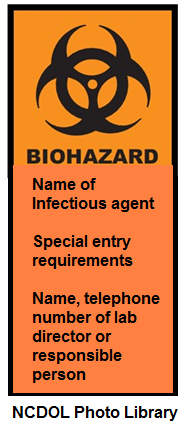 BIOHAZARD
Name of
Infectious agent
Special entry
requirements
Name, telephone
number of lab
director or
responsible
person
NCDOL Photo Library